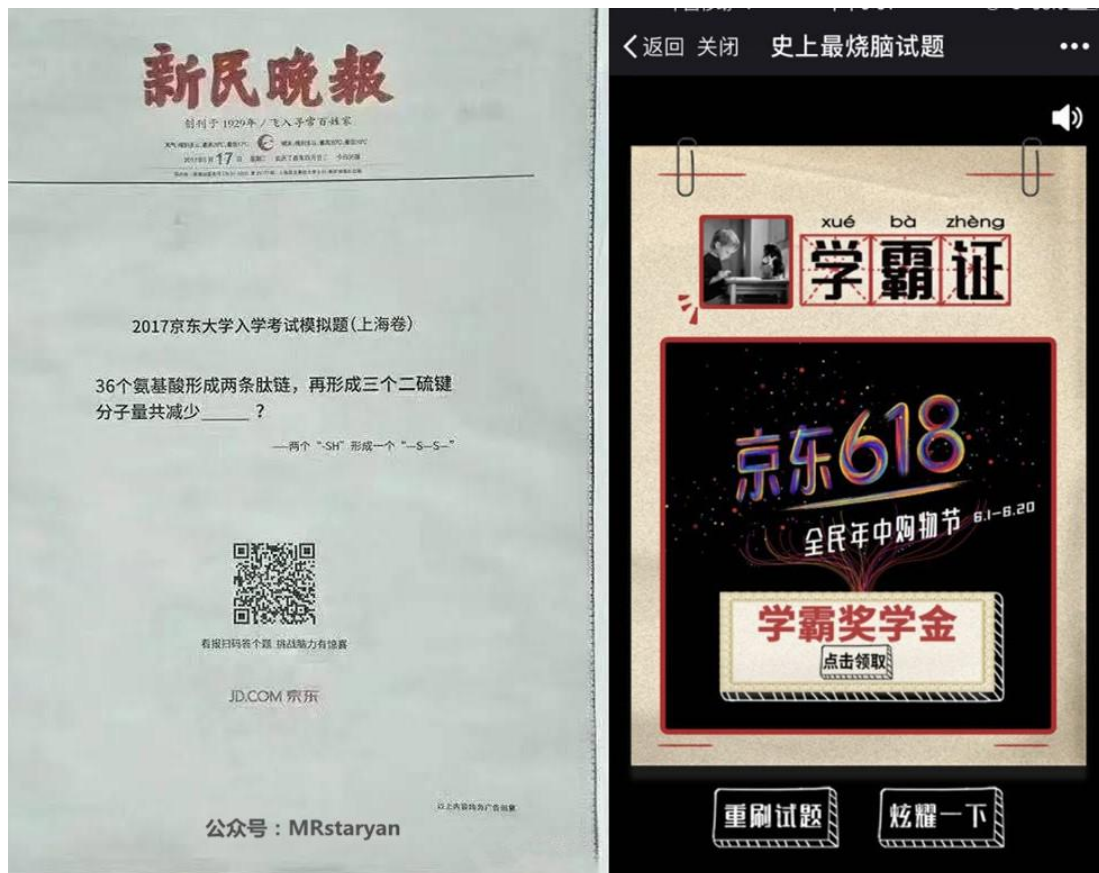 新民晚報
创刊于1929年/飞入寻常百姓家
17
2017京东大学入学考试模拟题(上海卷)
36个氨基酸形成两条肽链，再形成三个二硫键
分子量共减少_____？
——两个“-SH”形成一个“—S—S—”
看报扫码答个题 挑战脑力有惊喜
JD.COM 京东
以上内容均为广告创意
公众号：MRstaryan
返回 关闭 史上最烧脑试题
xué bà zhèng
学霸证
京东618
全民年中购物节 6.1-6.20
学霸奖学金
点击领取
重刷试题 炫耀一下